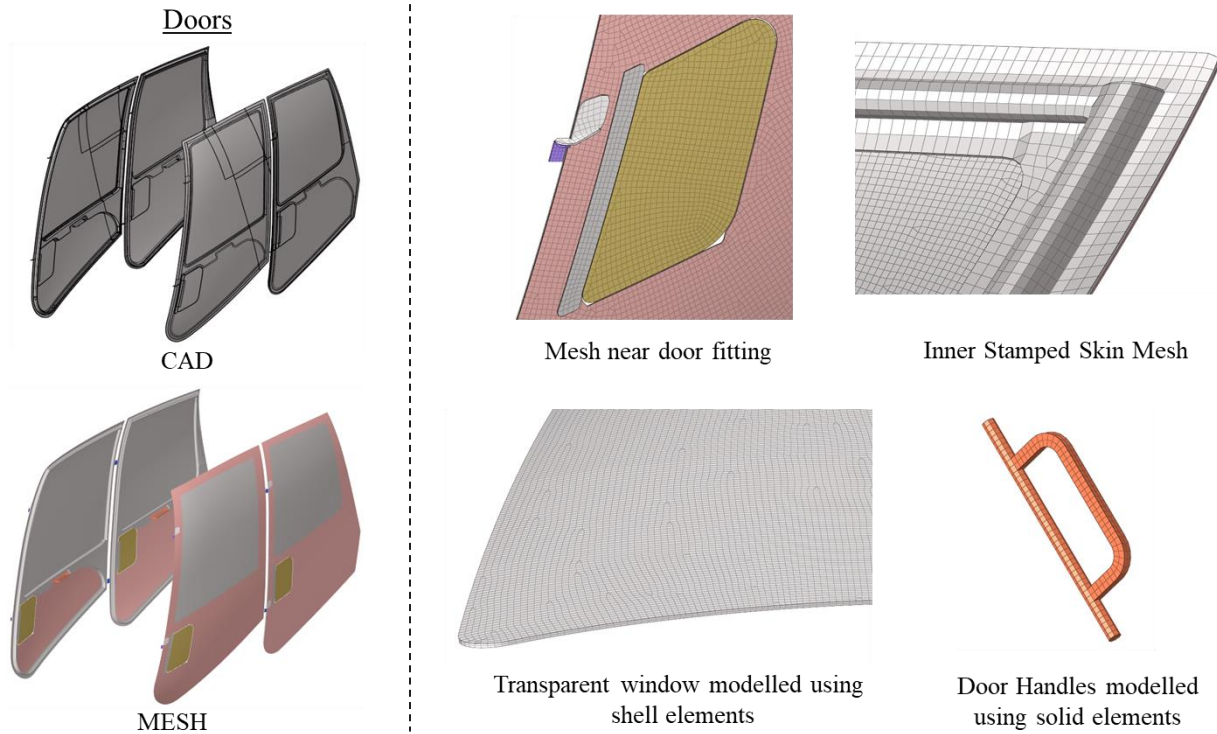 Doors
CAD
MESH
Mesh near door fitting
Inner Stamped Skin Mesh
Transparent window modelled using
shell elements
Door Handles modelled
using solid elements